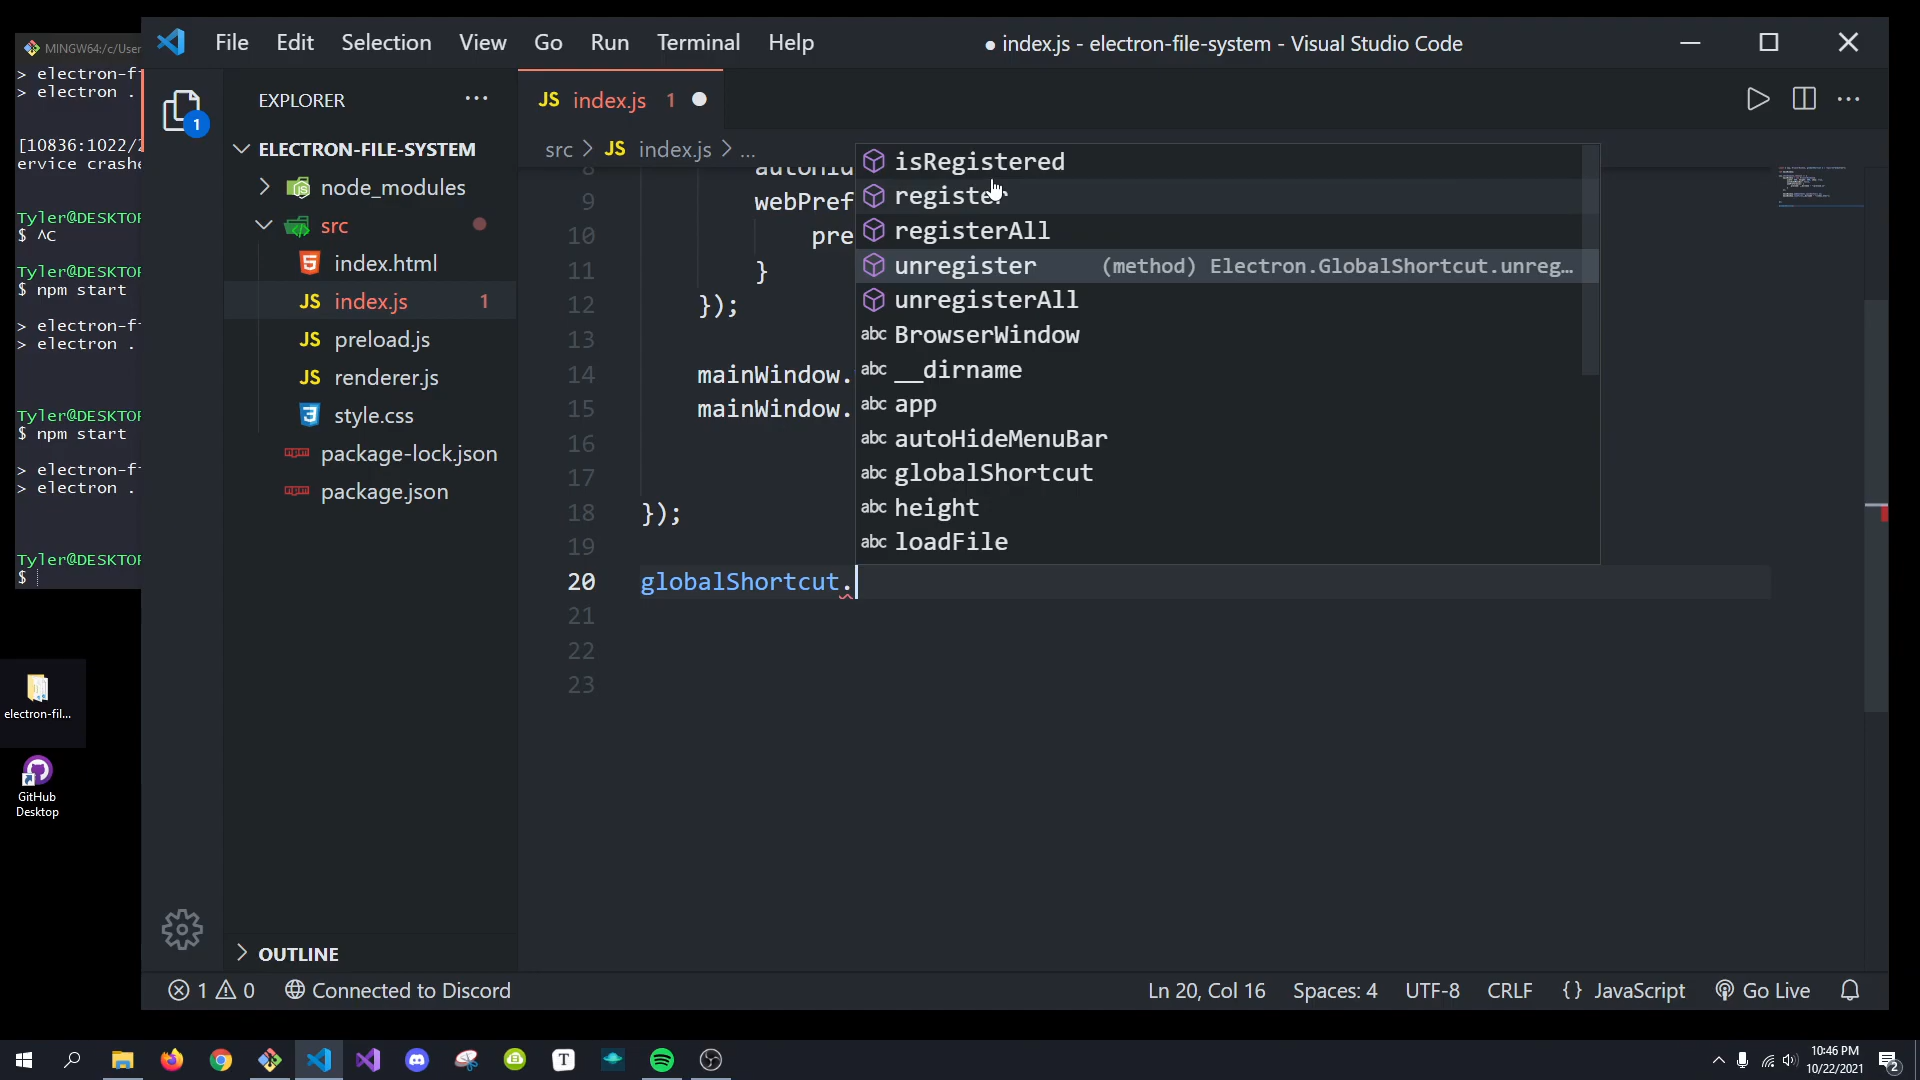 MINGW64:/c/User
> electron-f
> electron .
[10836:1022/
ervice crashe
Tyler@DESKTOP
$ ^C
Tyler@DESKTOP
$ npm start
> electron-f
> electron .
Tyler@DESKTOP
$ npm start
> electron-f
> electron .
Tyler@DESKTOP
$
electron-fil...
GitHub
Desktop
File Edit Selection View Go Run Terminal Help
● index.js - electron-file-system - Visual Studio Code
1
EXPLORER ...
ELECTRON-FILE-SYSTEM
node_modules
src
index.html
JS index.js 1
JS preload.js
JS renderer.js
style.css
package-lock.json
package.json
OUTLINE
JS index.js 1 ●
src > JS index.js > ...
8
9 webPref
10 pre
11 }
12 });
13
14 mainWindow.
15 mainWindow.
16
17
18 });
19
20 globalShortcut.
21
22
23
isRegistered
register
registerAll
unregister (method) Electron.GlobalShortcut.unreg…
unregisterAll
abc BrowserWindow
abc __dirname
abc app
abc autoHideMenuBar
abc globalShortcut
abc height
abc loadFile
1 0 Connected to Discord Ln 20, Col 16 Spaces: 4 UTF-8 CRLF {} JavaScript Go Live
T
10:46 PM
10/22/2021
2